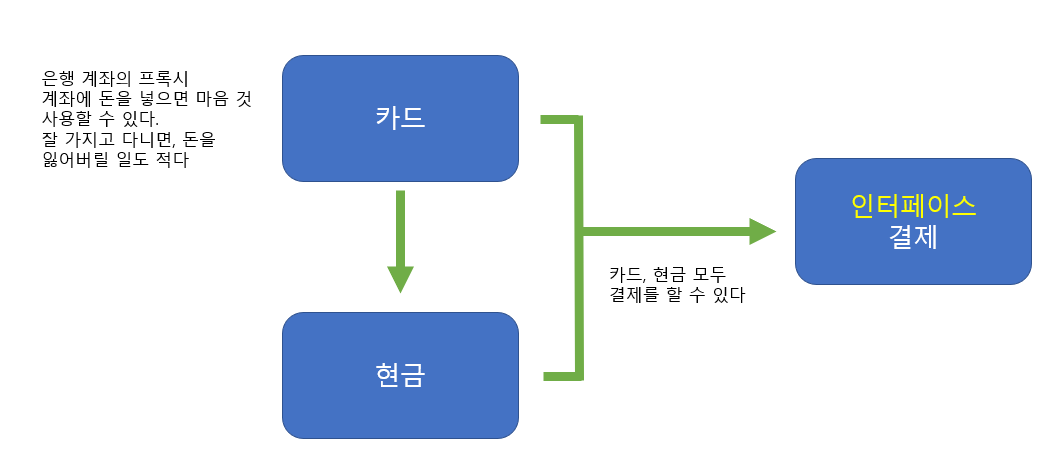 은행 계좌의 프록시
계좌에 돈을 넣으면 마음 것
사용할 수 있다.
잘 가지고 다니면, 돈을
잃어버릴 일도 적다
카드
인터페이스
결제
카드, 현금 모두
결제를 할 수 있다
현금